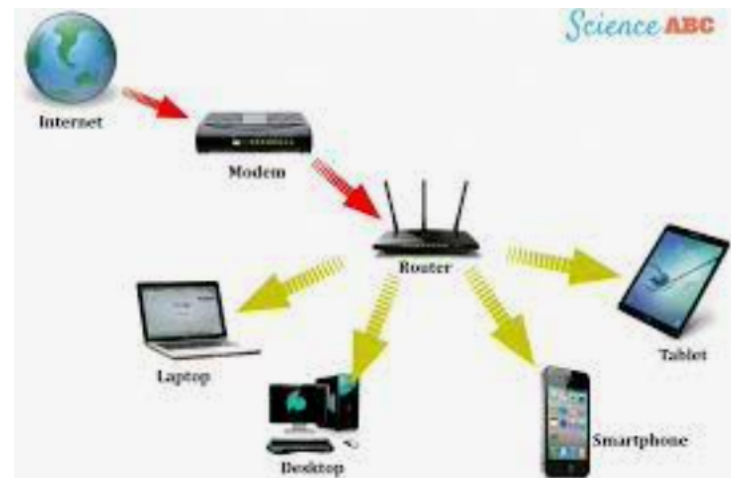 Science ABC
Internet
Modem
Router
Tablet
Laptop
Smartphone
Desktop